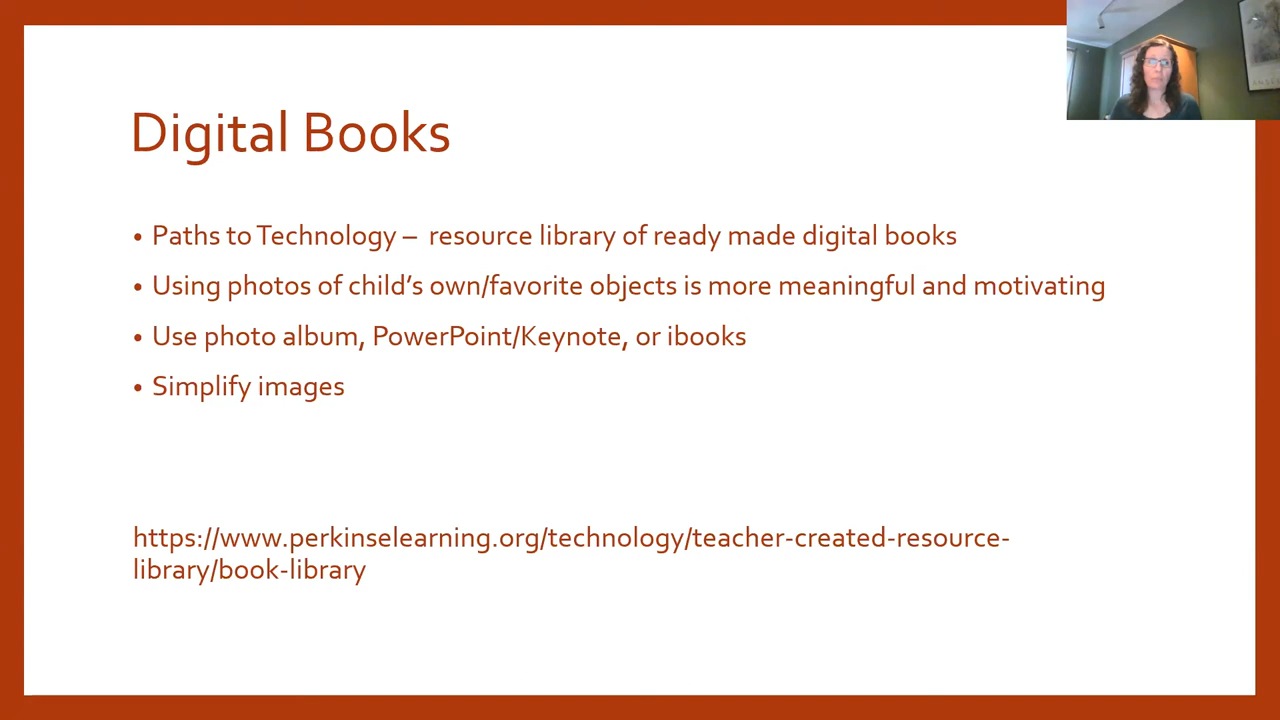 Digital Books
• Paths to Technology –  resource library of ready made digital books
• Using photos of child's own/favorite objects is more meaningful and motivating
• Use photo album, PowerPoint/Keynote, or ibooks
• Simplify images
https://www.perkinselearning.org/technology/teacher-created-resource-
library/book-library